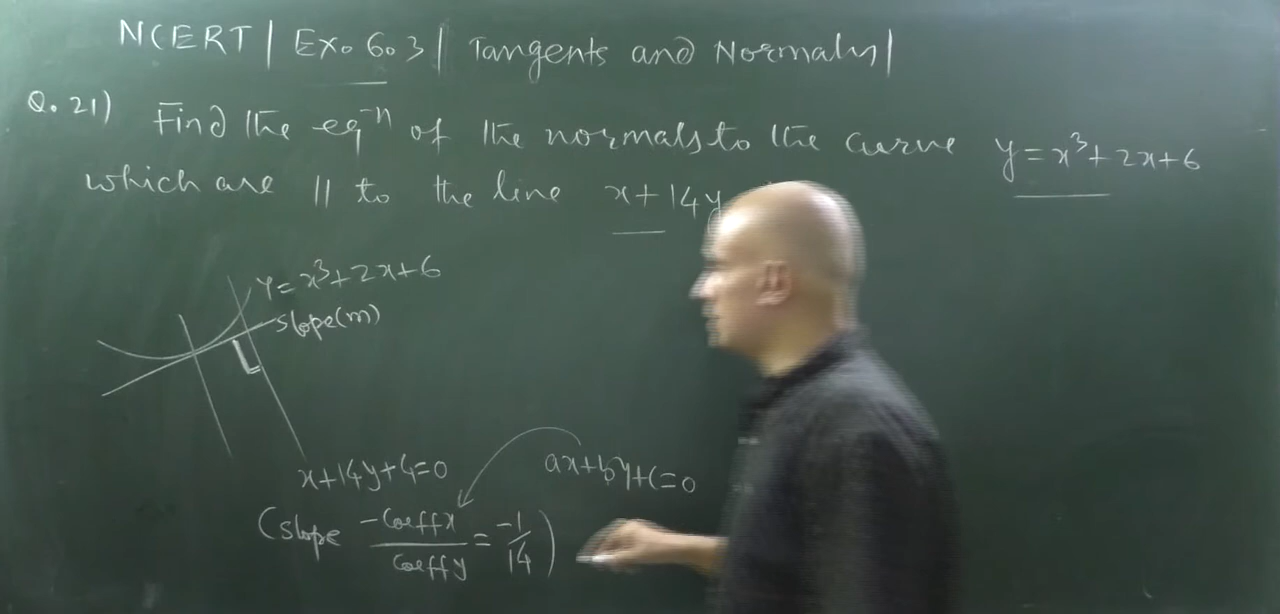 NCERT | Ex. 6.3 | Tangents and Normals |
Q. 21) Find the eq-n of the normals to the curve y = x³ + 2x + 6
which are || to the line x + 14y
y = x³ + 2x + 6
slope(m)
x + 14y + 4 = 0
ax + by + c = 0
(slope -Coeff x / Coeff y = -1/14)